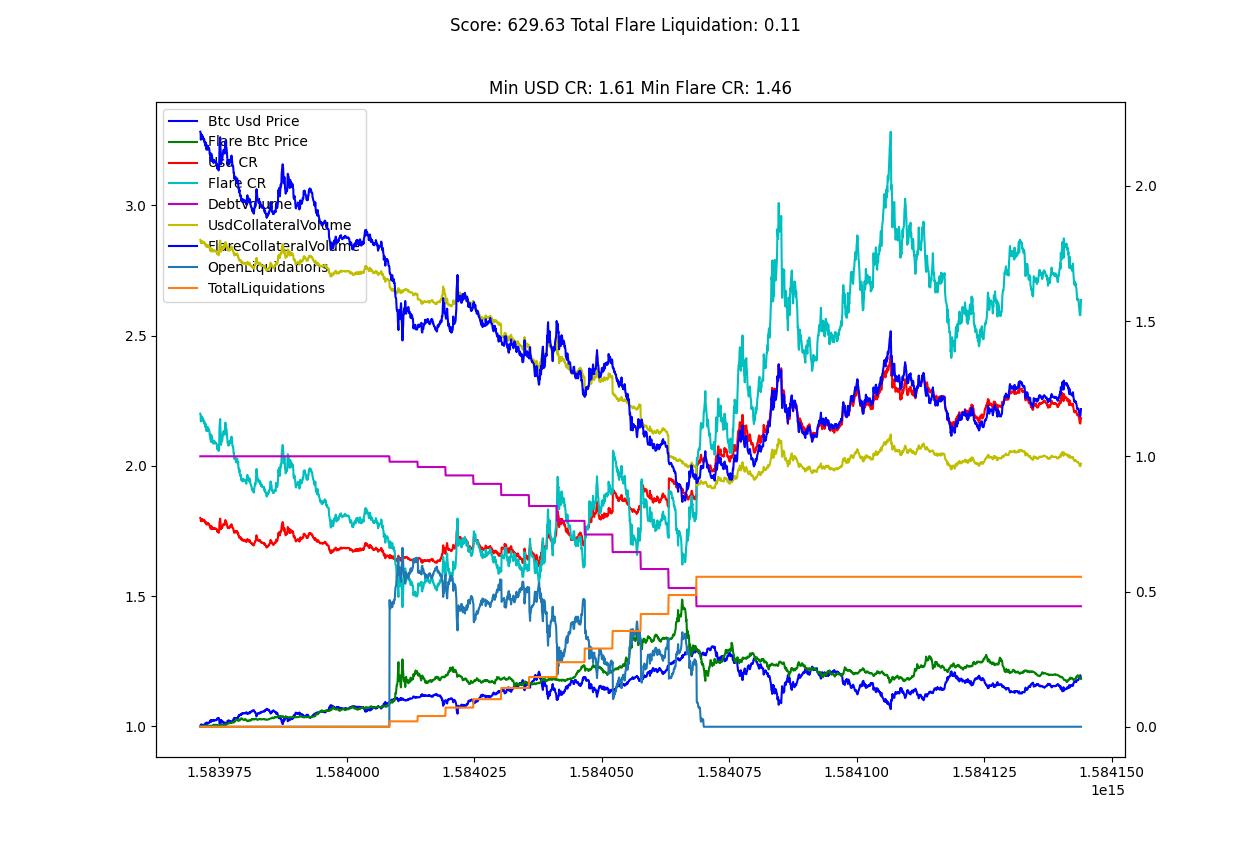 Score: 629.63 Total Flare Liquidation: 0.11
Min USD CR: 1.61 Min Flare CR: 1.46
Btc Usd Price
Flare Btc Price
Usd CR
Flare CR
DebtVolume
UsdCollateralVolume
FlareCollateralVolume
OpenLiquidations
TotalLiquidations
3.0
2.5
2.0
1.5
1.0
2.0
1.5
1.0
0.5
0.0
1.583975
1.584000
1.584025
1.584050
1.584075
1.584100
1.584125
1.584150
1e15